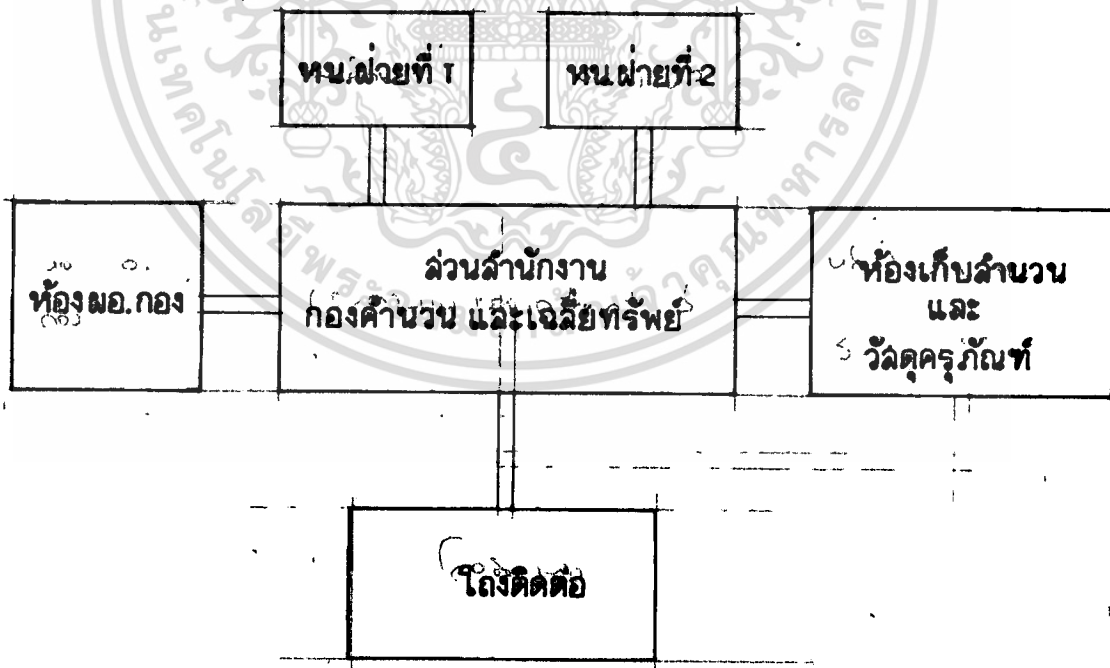 หน.ฝ่ายที่ 1
หน.ฝ่ายที่ 2
ห้องผอ.กอง
ส่วนสำนักงาน
กองคำนวน และเฉลี่ยทรัพย์
ห้องเก็บสำนวน
และ
วัสดุครุภัณฑ์
โถงติดต่อ